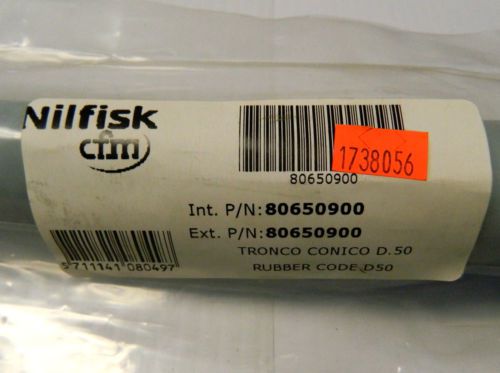 Nilfisk
cfm
80650900
1738056
Int. P/N:80650900
Ext. P/N:80650900
TRONCO CONICO D.50
RUBBER CODE D50
5711141 080497